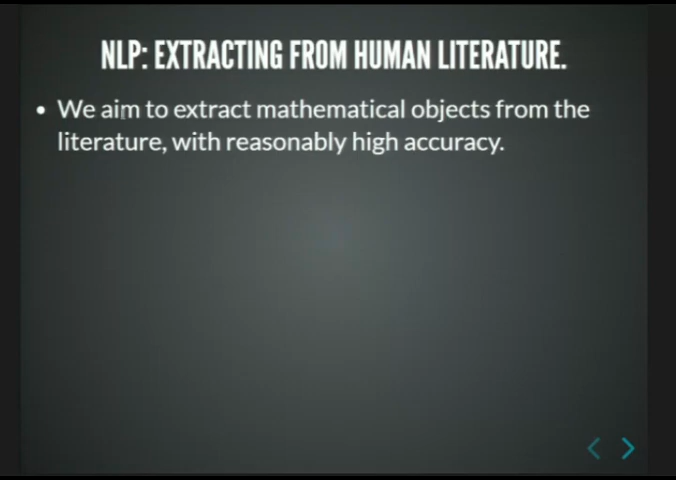 NLP: EXTRACTING FROM HUMAN LITERATURE.
• We aim to extract mathematical objects from the
literature, with reasonably high accuracy.